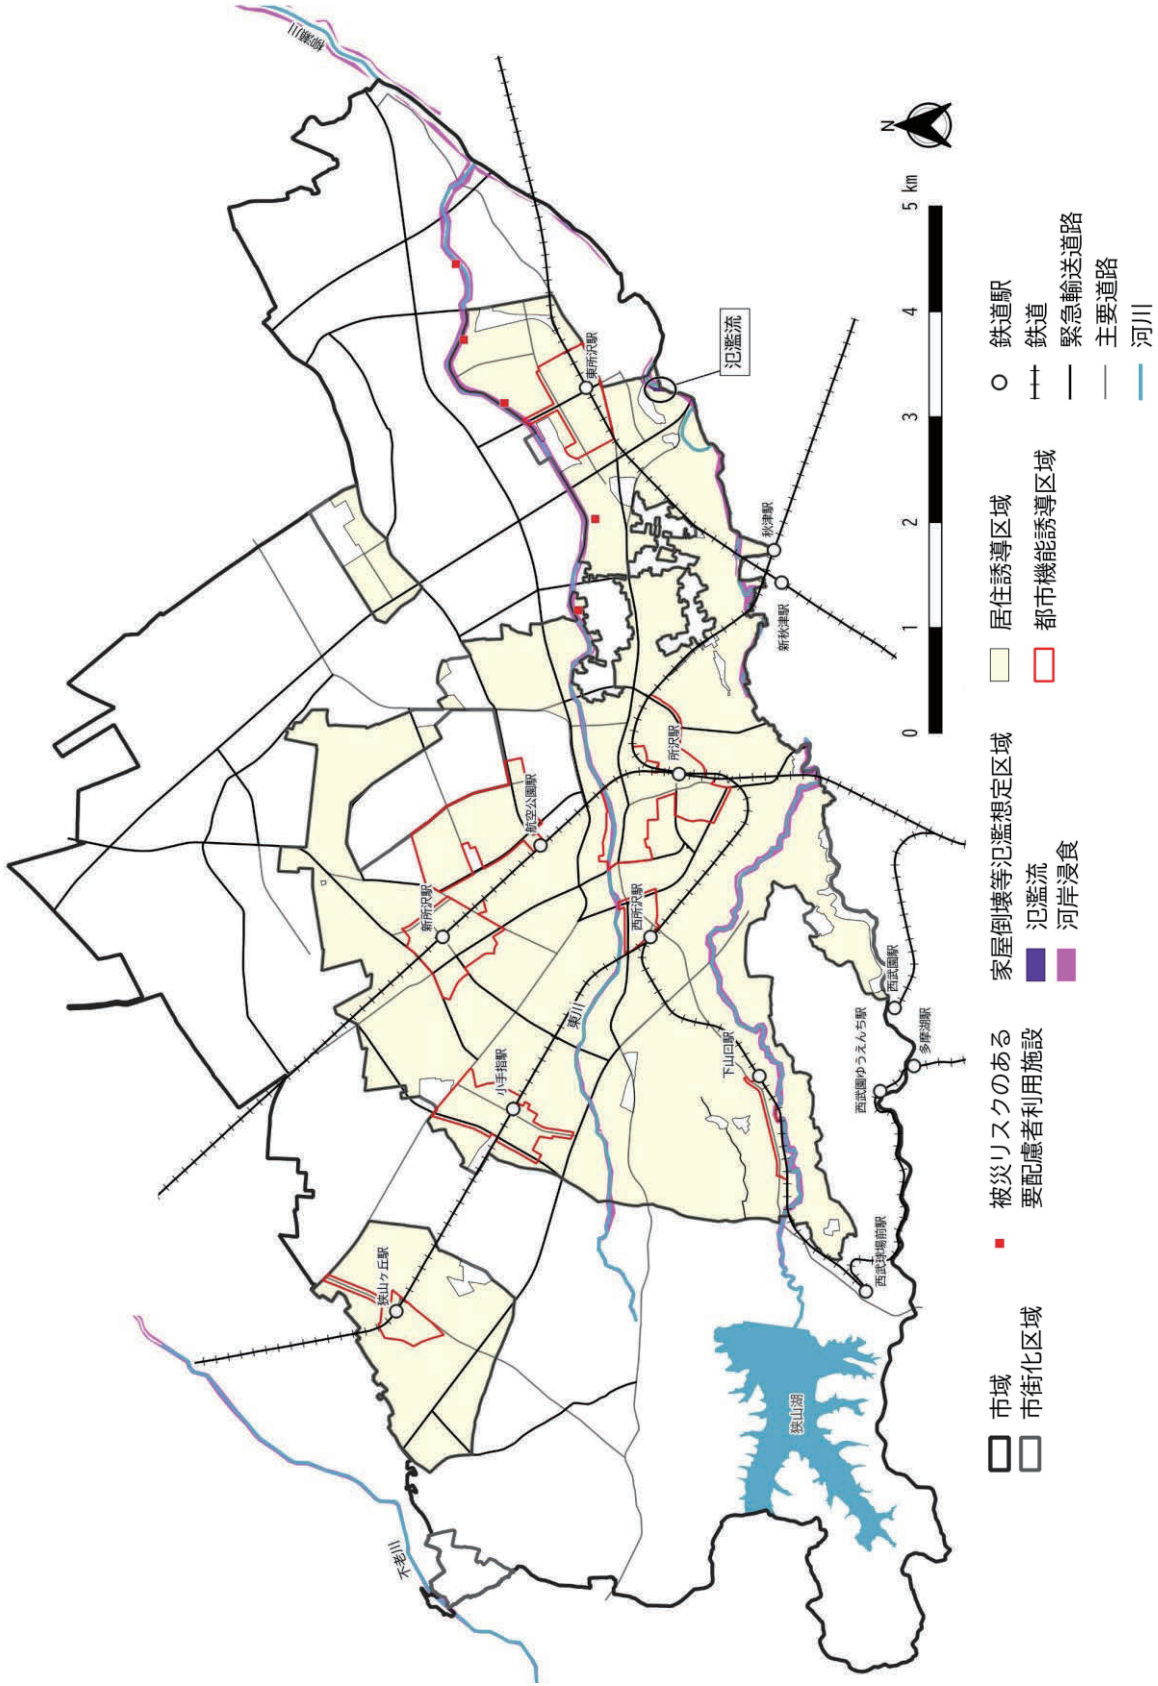 柳瀬川
不老川
狭山ヶ丘駅
小手指駅
新所沢駅
航空公園駅
東川
西所沢駅
所沢駅
東所沢駅
氾濫流
下山口駅
新秋津駅
秋津駅
狭山湖
西武球場前駅
西武園ゆうえんち駅
多摩湖駅
西武園駅
N
0 1 2 3 4 5 km
市域
市街化区域
被災リスクのある
要配慮者利用施設
家屋倒壊等氾濫想定区域
氾濫流
河岸浸食
居住誘導区域
都市機能誘導区域
鉄道駅
鉄道
緊急輸送道路
主要道路
河川